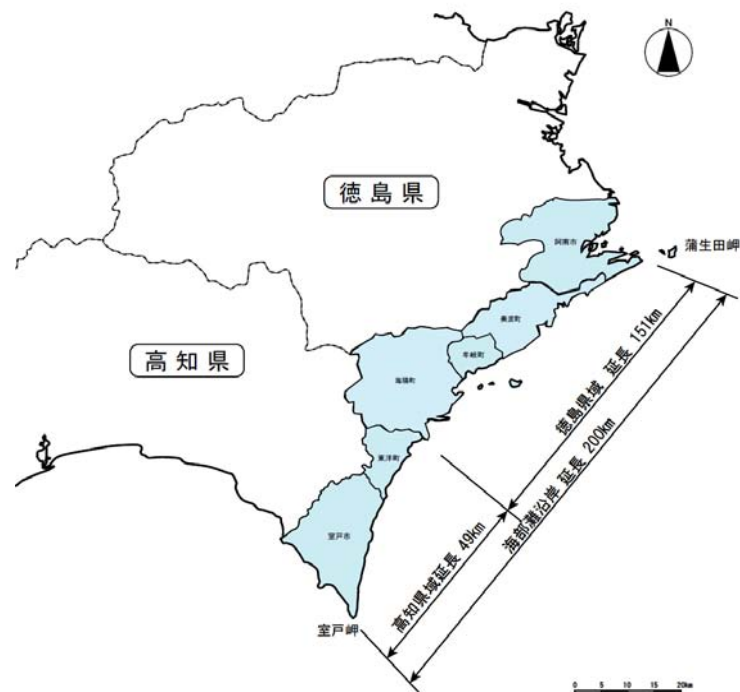 N
徳島県
阿南市
蒲生田岬
美波町
牟岐町
高知県
海陽町
東洋町
室戸市
室戸岬
徳島県域 延長 151km
海部灘沿岸 延長 200km
高知県域延長 49km
0 5 10 15 20km